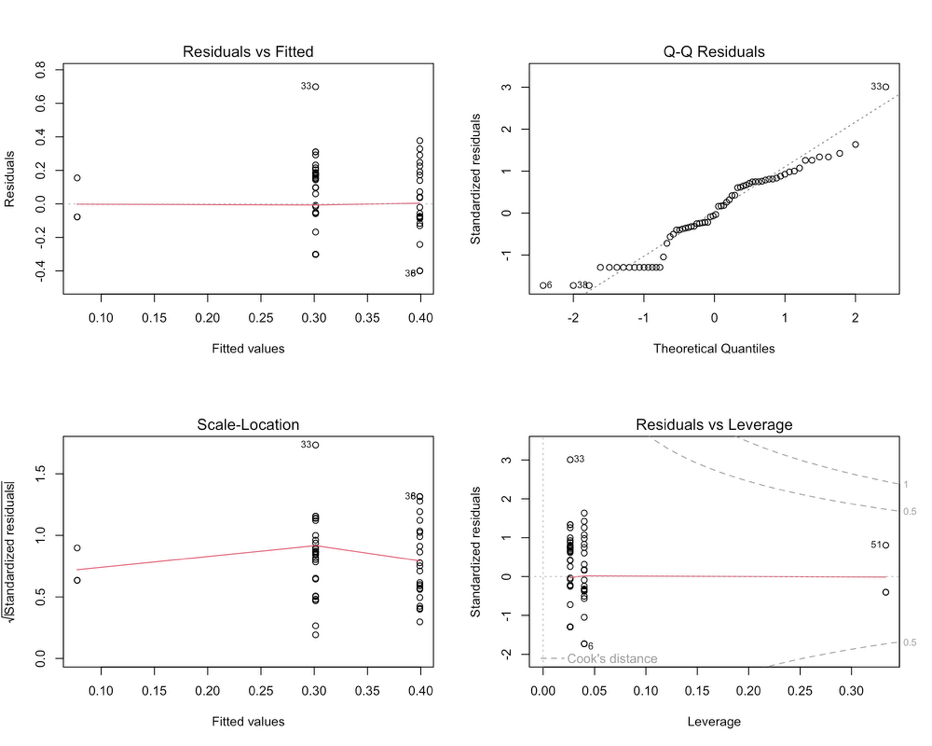 Residuals vs Fitted
Residuals
0.8
0.6
0.4
0.2
0.0
-0.2
-0.4
33
38
0.10 0.15 0.20 0.25 0.30 0.35 0.40
Fitted values
Q-Q Residuals
Standardized residuals
3
2
1
0
-1
33
6 38
-2 -1 0 1 2
Theoretical Quantiles
Scale-Location
√|Standardized residuals|
1.5
1.0
0.5
0.0
33
38
0.10 0.15 0.20 0.25 0.30 0.35 0.40
Fitted values
Residuals vs Leverage
Standardized residuals
3
2
1
0
-1
-2
33
1
0.5
51
0.5
6
Cook's distance
0.00 0.05 0.10 0.15 0.20 0.25 0.30
Leverage